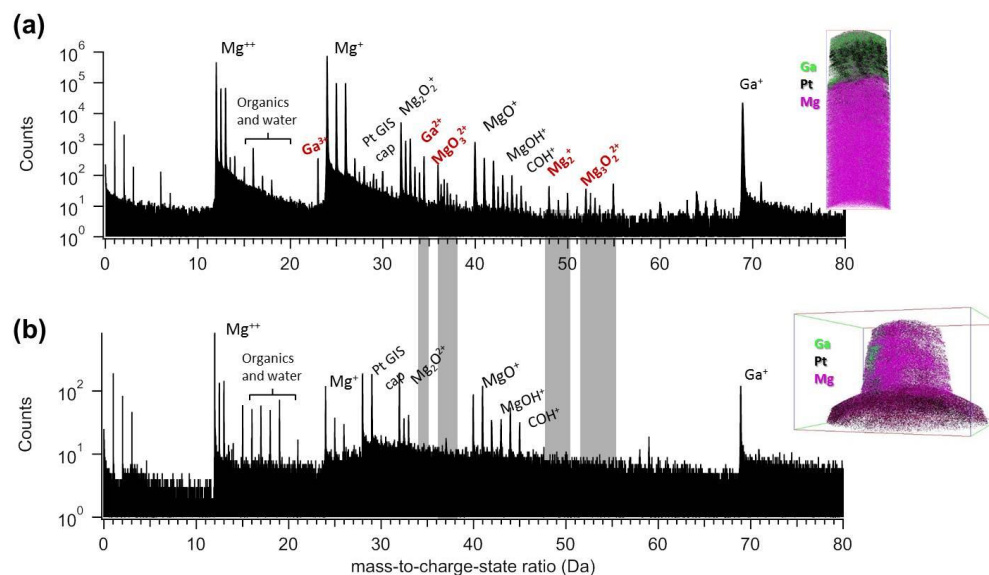 (a)
Counts
10⁶
10⁵
10⁴
10³
10²
10¹
10⁰
Mg⁺⁺
Organics
and water
Ga³⁺
Mg⁺
Pt GIS
cap
Mg₂O₂⁺
Ga²⁺
MgO₃²⁺
MgO⁺
MgOH⁺
COH⁺
Mg₂⁺
Mg₃O₂²⁺
Ga⁺
Ga
Pt
Mg
0 10 20 30 40 50 60 70 80
(b)
Counts
10²
10¹
10⁰
Mg⁺⁺
Organics
and water
Mg⁺
Pt GIS
cap
Mg₂O²⁺
MgO⁺
MgOH⁺
COH⁺
Ga⁺
Ga
Pt
Mg
0 10 20 30 40 50 60 70 80
mass-to-charge-state ratio (Da)